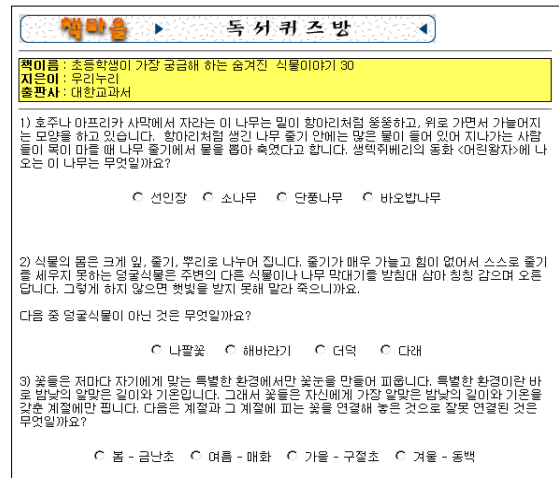 책마을 독서퀴즈방
책이름 : 초등학생이 가장 궁금해 하는 숨겨진 식물이야기 30
지은이 : 우리누리
출판사 : 대한교과서
1) 호주나 아프리카 사막에서 자라는 이 나무는 밑이 항아리처럼 뚱뚱하고, 위로 가면서 가늘어지
는 모양을 하고 있습니다. 항아리처럼 생긴 나무 줄기 안에는 많은 물이 들어 있어 지나가는 사람
들이 목이 마를 때 나무 줄기에서 물을 뽑아 축였다고 합니다. 생텍쥐베리의 동화 <어린왕자>에 나
오는 이 나무는 무엇일까요?
선인장 소나무 단풍나무 바오밥나무
2) 식물의 몸은 크게 잎, 줄기, 뿌리로 나누어 집니다. 줄기가 매우 가늘고 힘이 없어서 스스로 줄기
를 세우지 못하는 덩굴식물은 주변의 다른 식물이나 나무 막대기를 받침대 삼아 칭칭 감으며 오른
답니다. 그렇게 하지 않으면 햇빛을 받지 못해 말라 죽으니까요.
다음 중 덩굴식물이 아닌 것은 무엇일까요?
나팔꽃 해바라기 더덕 다래
3) 꽃들은 저마다 자기에게 맞는 특별한 환경에서만 꽃눈을 만들어 피웁니다. 특별한 환경이란 바
로 밤낮의 알맞은 길이와 기온입니다. 그래서 꽃들은 자신에게 가장 알맞은 밤낮의 길이와 기온을
갖춘 계절에만 핍니다. 다음은 계절과 그 계절에 피는 꽃을 연결해 놓은 것으로 잘못 연결된 것은
무엇일까요?
봄 - 금난초 여름 - 매화 가을 - 구절초 겨울 - 동백